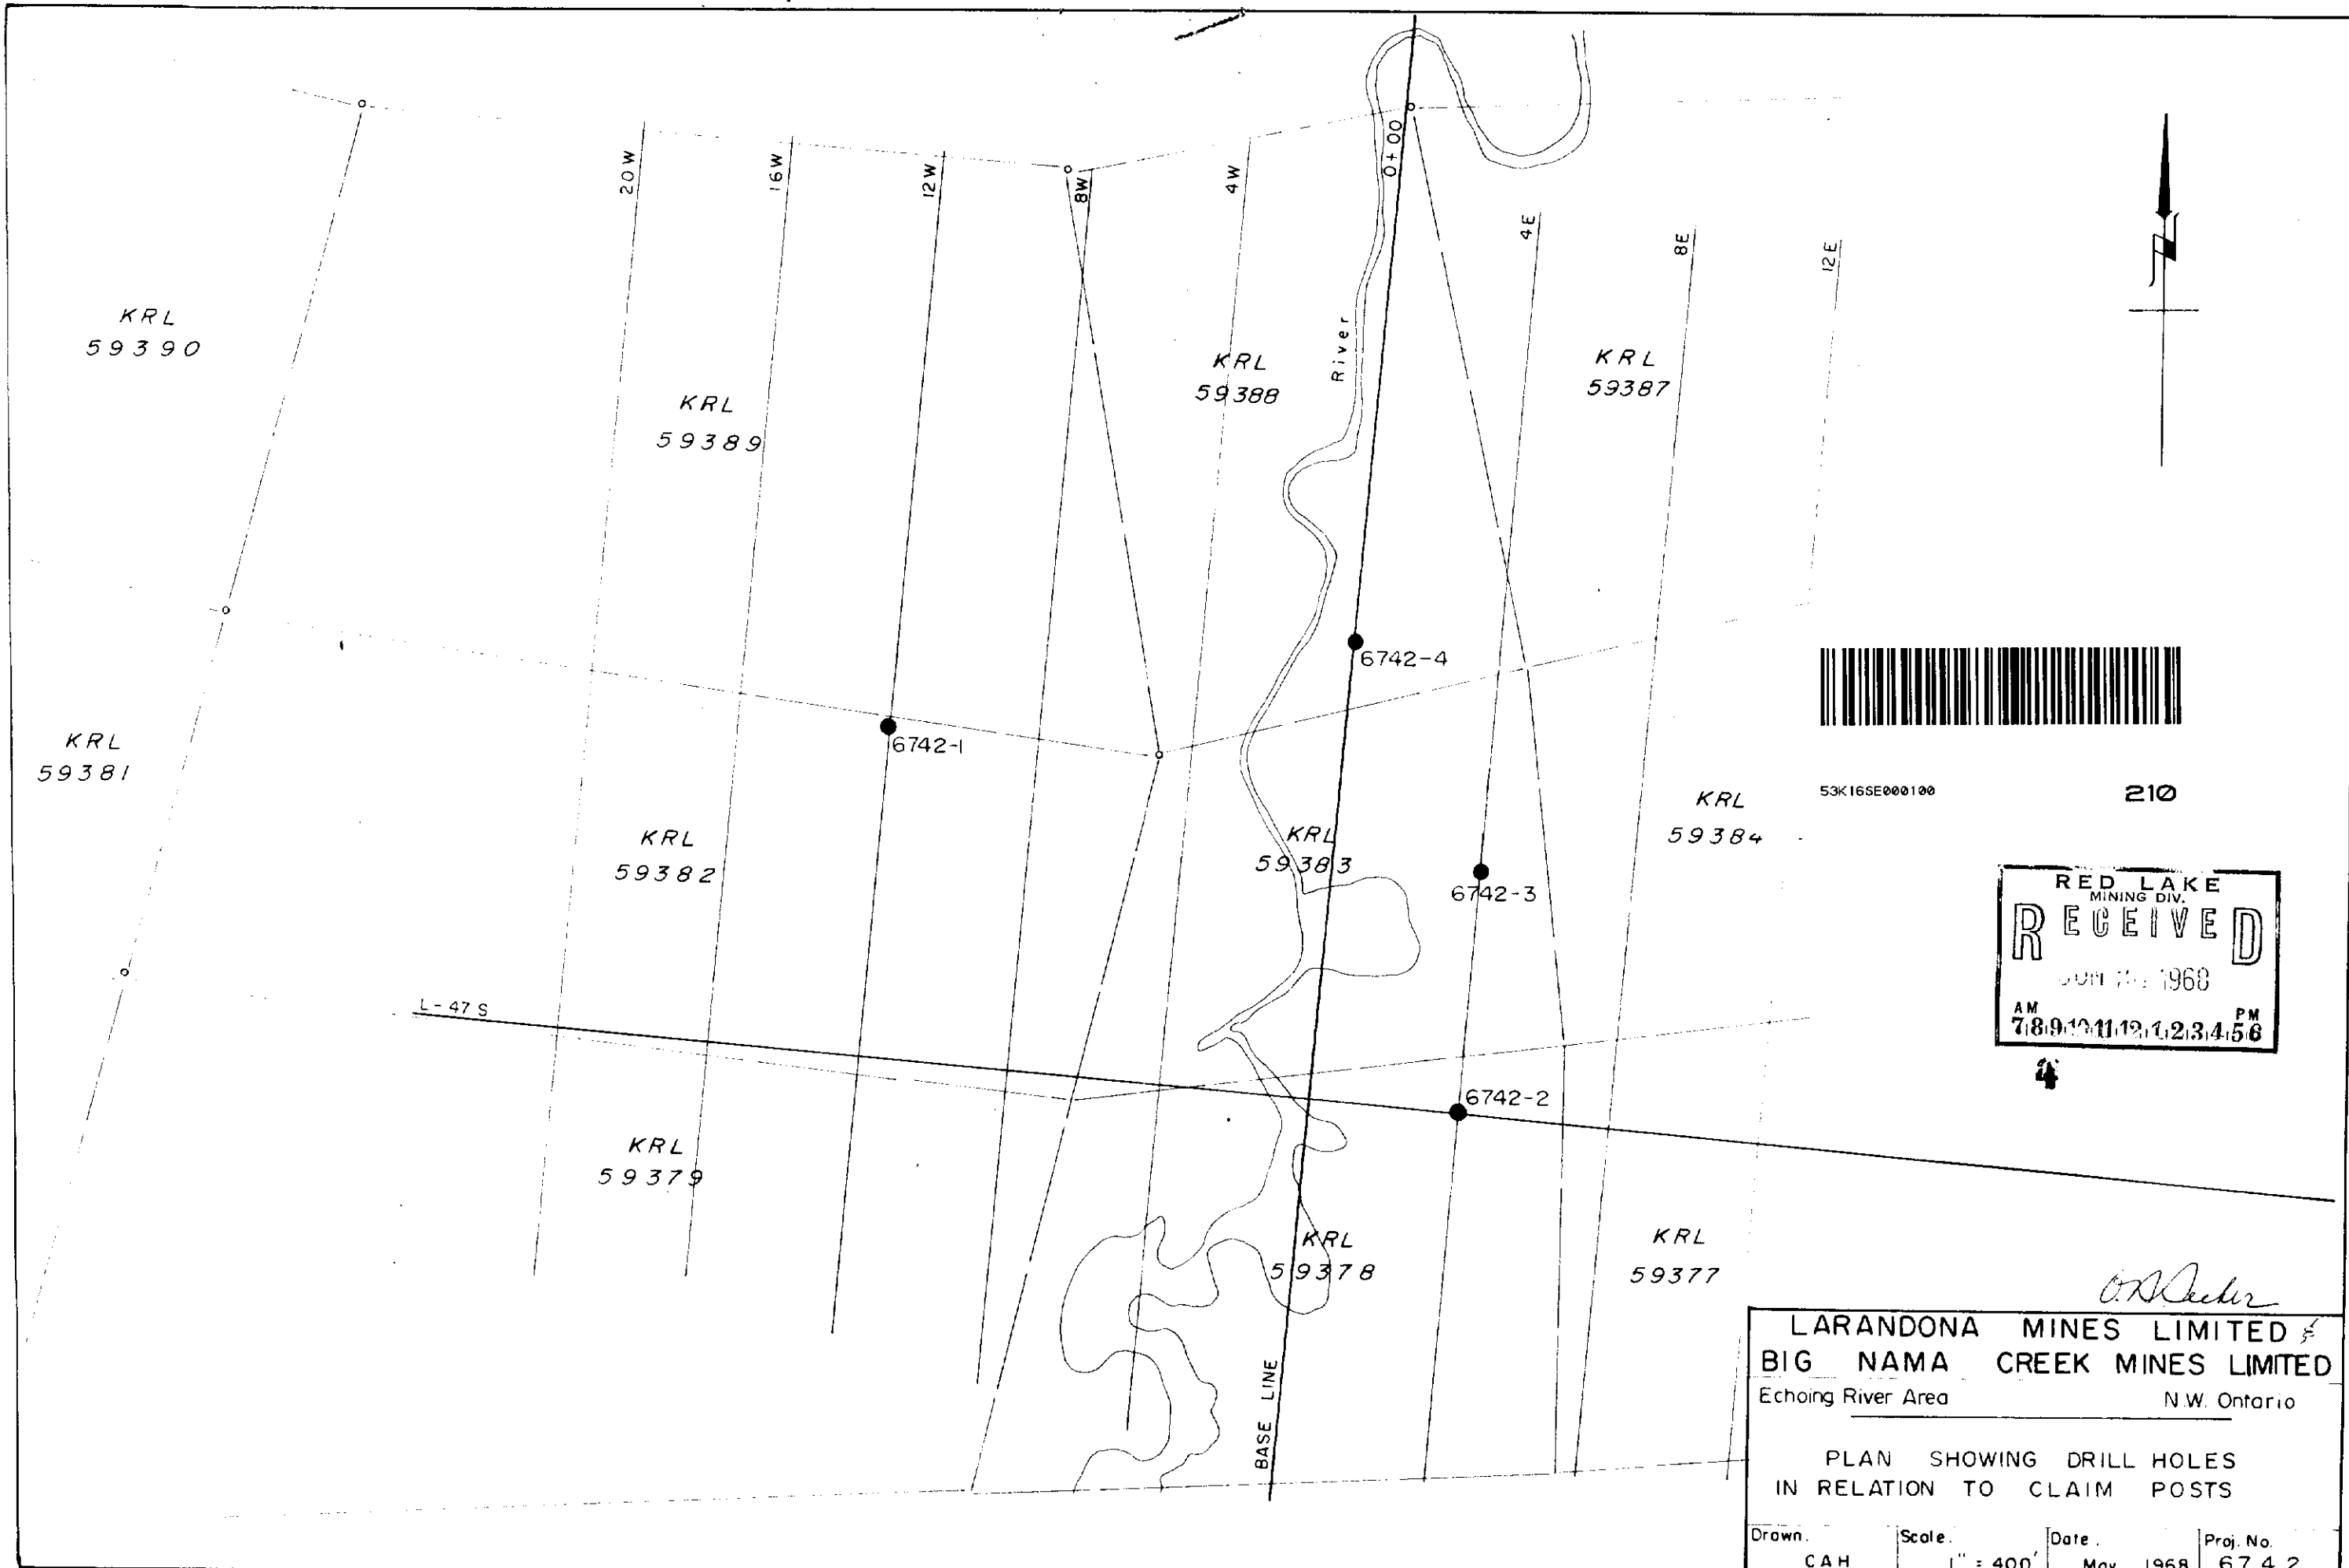 20W
16W
12W
8W
4W
0+00
4E
8E
12E
N
KRL
59390
KRL
59389
KRL
59388
River
KRL
59387
6742-4
6742-1
KRL
59381
KRL
59382
KRL
59383
KRL
59384
6742-3
53K16SE000100
210
RED LAKE
MINING DIV.
RECEIVED
1968
AM PM
7 8 9 10 11 12 1 2 3 4 5 6
4
L-47 S
6742-2
KRL
59379
KRL
59378
KRL
59377
BASE LINE
LARANDONA MINES LIMITED &
BIG NAMA CREEK MINES LIMITED
Echoing River Area N.W. Ontario
PLAN SHOWING DRILL HOLES
IN RELATION TO CLAIM POSTS
Drawn. Scale. Date. Proj. No.
CAH 1" = 400' May 1968 6742